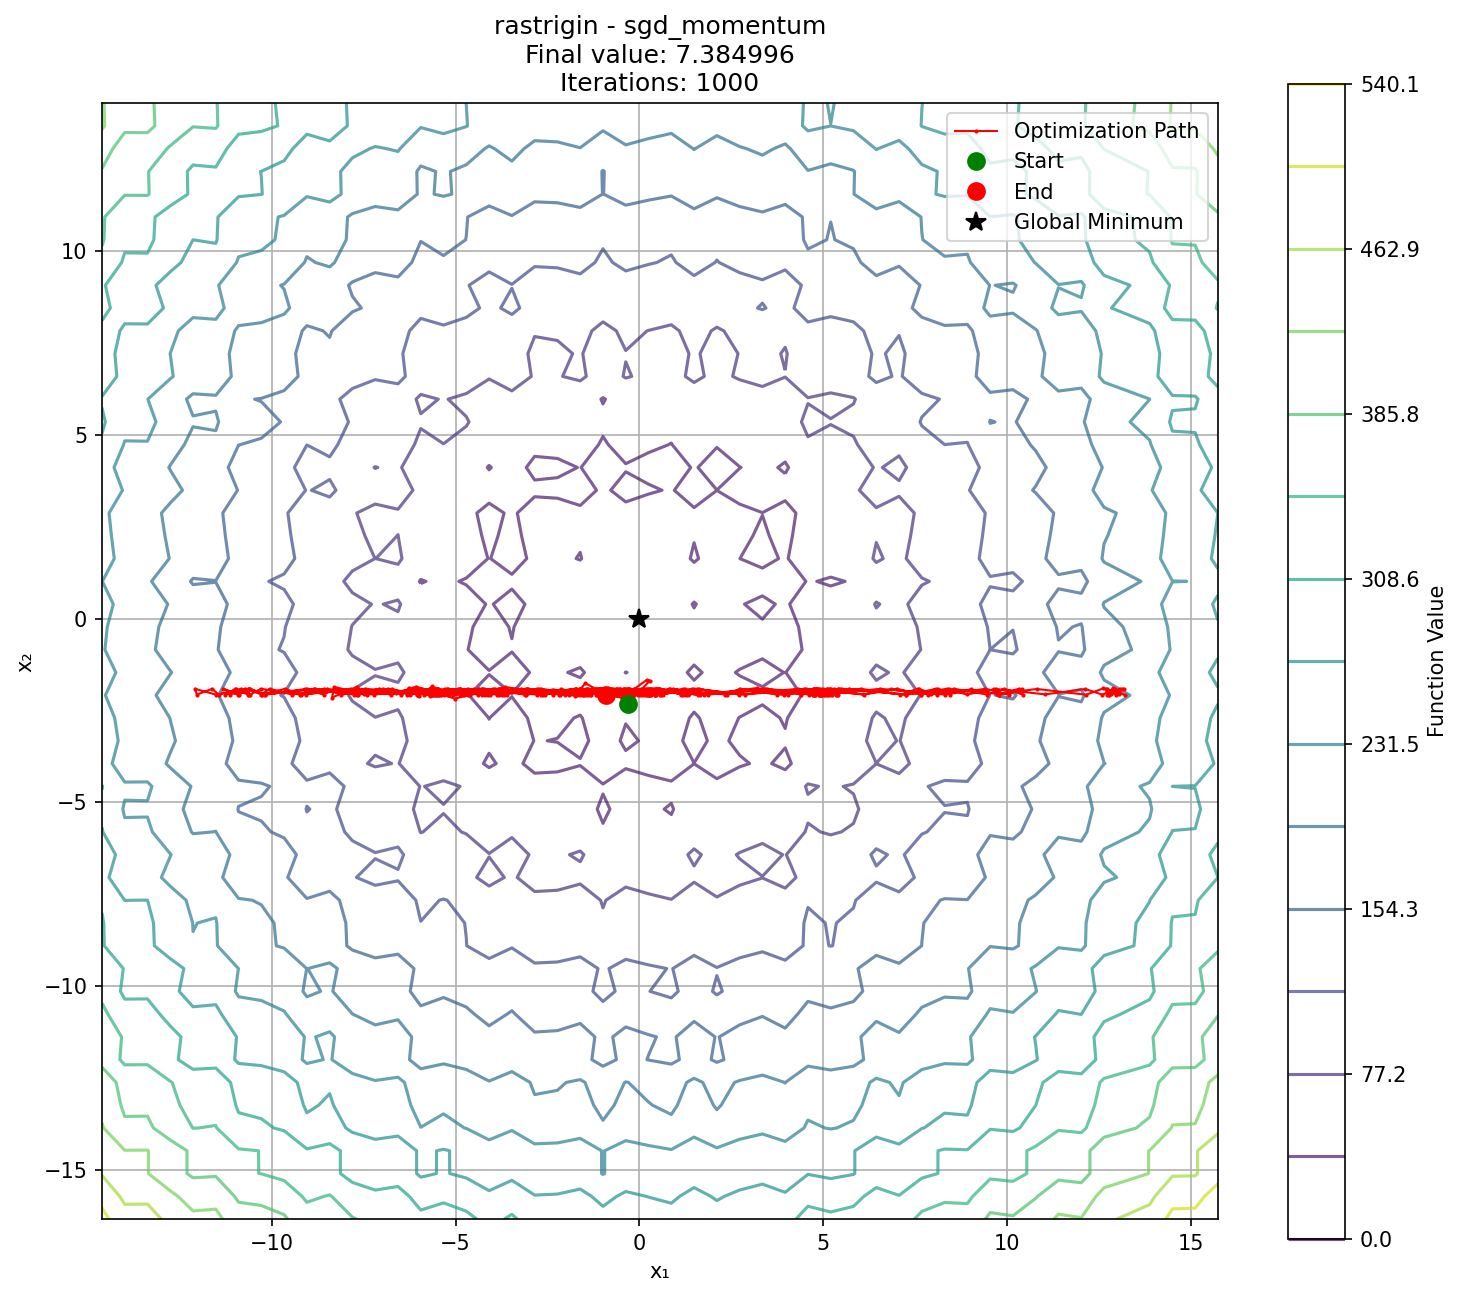 rastrigin - sgd_momentum
Final value: 7.384996
Iterations: 1000
Optimization Path
Start
End
Global Minimum
10
5
0
−5
−10
−15
x₂
−10
−5
0
5
10
15
x₁
540.1
462.9
385.8
308.6
231.5
154.3
77.2
0.0
Function Value